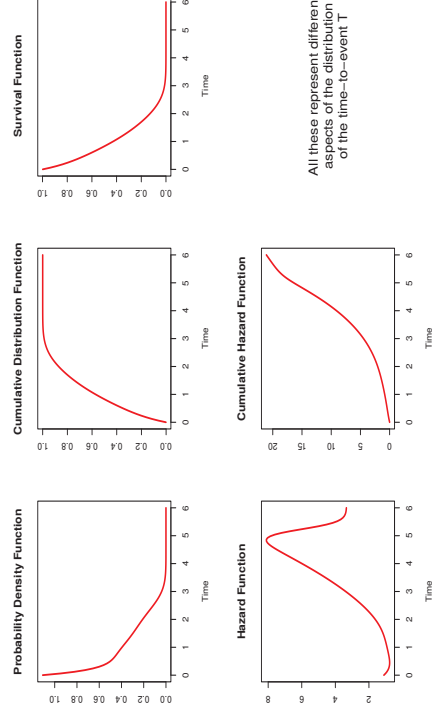 Probability Density Function
1.0
0.8
0.6
0.4
0.2
0.0
0 1 2 3 4 5 6
Time
Cumulative Distribution Function
1.0
0.8
0.6
0.4
0.2
0.0
0 1 2 3 4 5 6
Time
Survival Function
1.0
0.8
0.6
0.4
0.2
0.0
0 1 2 3 4 5 6
Time
Hazard Function
8
4
2
0 1 2 3 4 5 6
Time
Cumulative Hazard Function
20
15
5
0
0 1 2 3 4 5 6
Time
All these represent differen
aspects of the distribution
of the time−to−event T